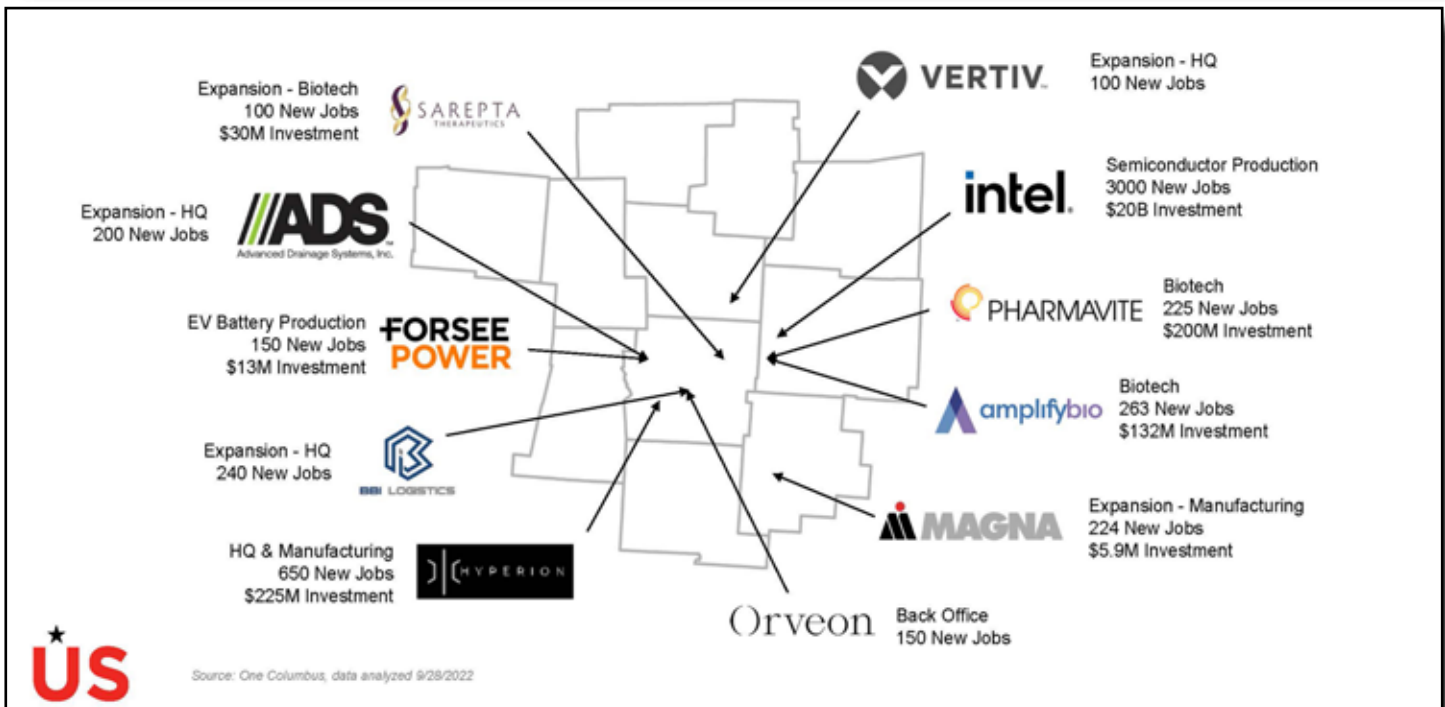 Expansion - Biotech
100 New Jobs
$30M Investment
SAREPTA
THERAPEUTICS
VERTIV™
Expansion - HQ
100 New Jobs
Expansion - HQ
200 New Jobs
ADS™
Advanced Drainage Systems, Inc.
intel.
Semiconductor Production
3000 New Jobs
$20B Investment
EV Battery Production
150 New Jobs
$13M Investment
FORSEE
POWER
PHARMAVITE
Biotech
225 New Jobs
$200M Investment
amplifybio
Biotech
263 New Jobs
$132M Investment
Expansion - HQ
240 New Jobs
BBI LOGISTICS
MAGNA
Expansion - Manufacturing
224 New Jobs
$5.9M Investment
HQ & Manufacturing
650 New Jobs
$225M Investment
HYPERION
Orveon
Back Office
150 New Jobs
US
Source: One Columbus, data analyzed 9/28/2022